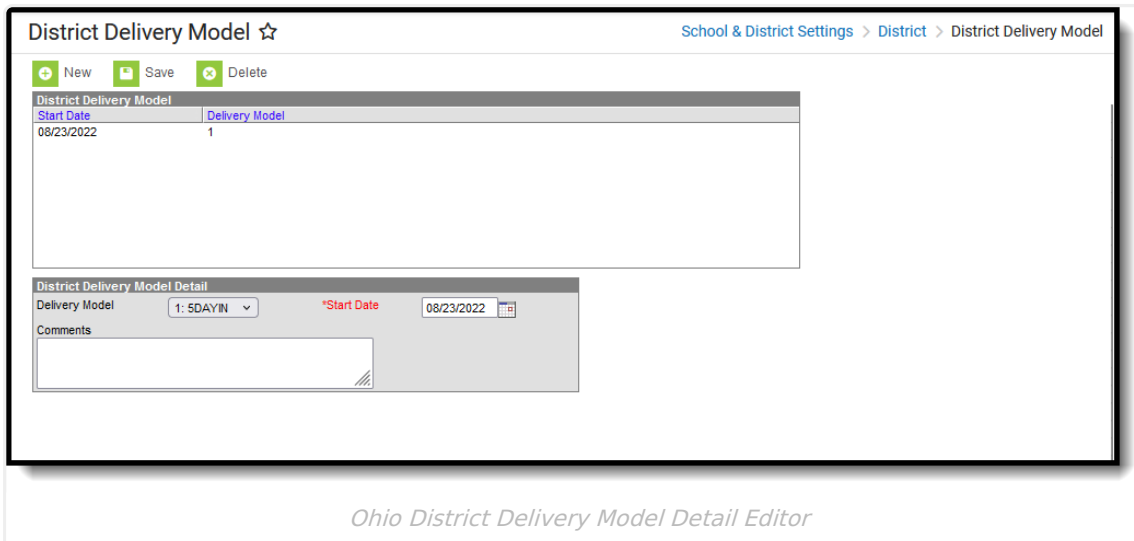 District Delivery Model ☆ School & District Settings > District > District Delivery Model
New Save Delete
District Delivery Model
Start Date Delivery Model
08/23/2022 1
District Delivery Model Detail
Delivery Model 1: 5DAYIN *Start Date 08/23/2022
Comments
Ohio District Delivery Model Detail Editor